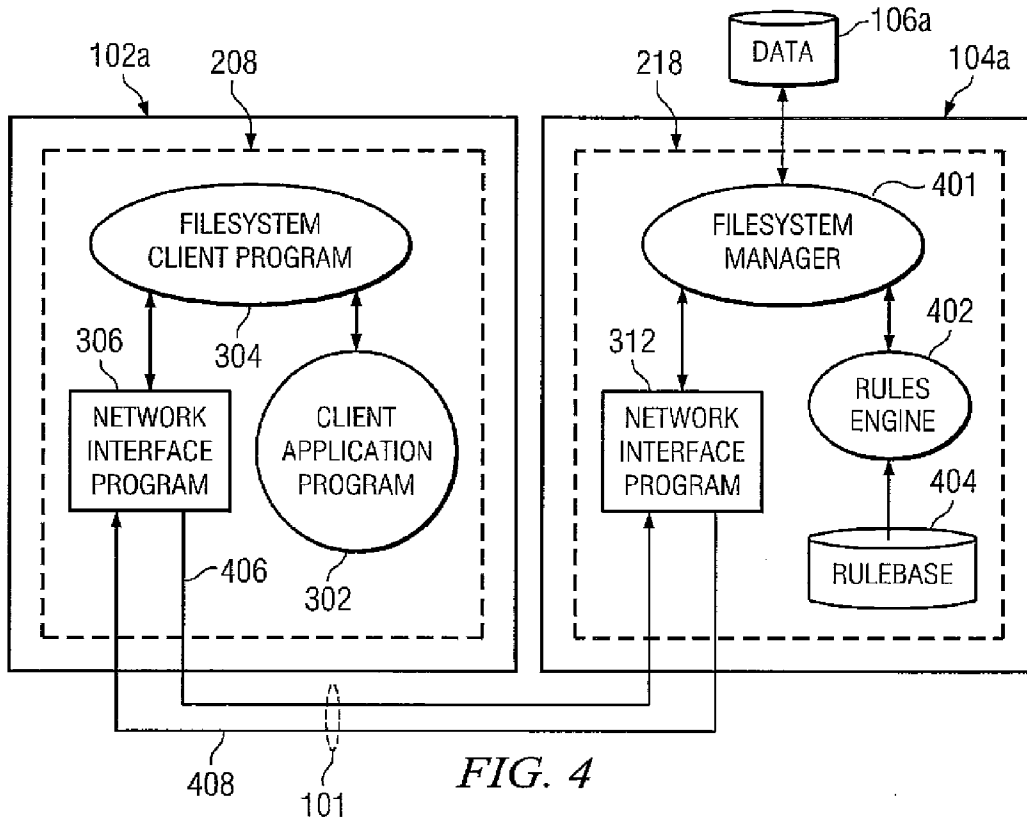 102a
208
FILESYSTEM
CLIENT PROGRAM
304
306
NETWORK
INTERFACE
PROGRAM
CLIENT
APPLICATION
PROGRAM
302
406
408
101
DATA
106a
218
104a
401
FILESYSTEM
MANAGER
312
NETWORK
INTERFACE
PROGRAM
402
RULES
ENGINE
404
RULEBASE
FIG. 4